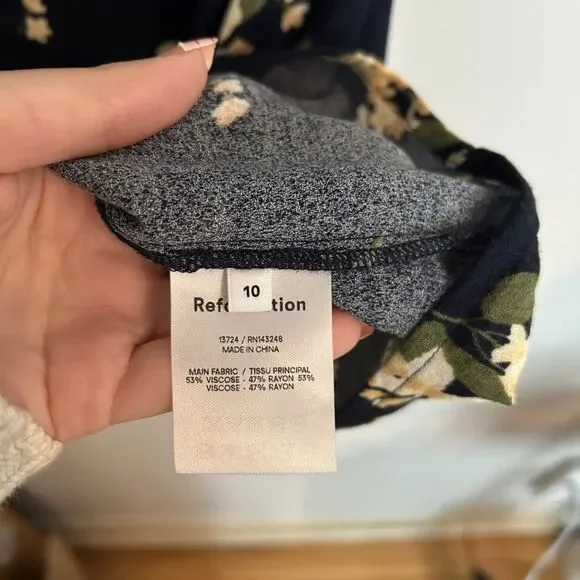 10
Refo tion
13724 / RN143248
MADE IN CHINA
MAIN FABRIC / TISSU PRINCIPAL
53% VISCOSE - 47% RAYON 53%
VISCOSE - 47% RAYON